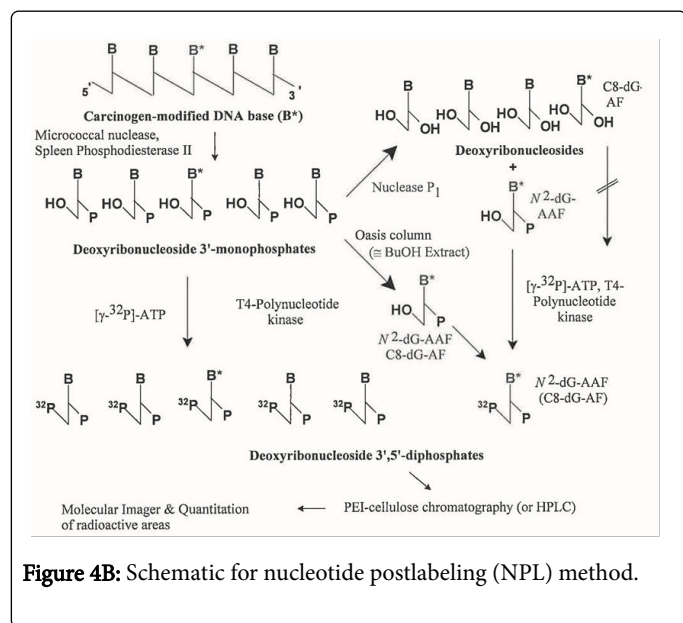 B B B* B B
5' 3'
Carcinogen-modified DNA base (B*)
Micrococcal nuclease,
Spleen Phosphodiesterase II
B B B* B B
HO P HO P HO P HO P HO P
Deoxyribonucleoside 3'-monophosphates
Nuclease P1
B B B B* C8-dG-
AF
HO OH HO OH HO OH HO OH
Deoxyribonucleosides
+
B* N2-dG-
AAF
HO P
Oasis column
(≅ BuOH Extract)
B*
HO P
N2-dG-AAF
C8-dG-AF
[γ-32P]-ATP, T4-
Polynucleotide
kinase
[γ-32P]-ATP
T4-Polynucleotide
kinase
B B B* B B
32P P 32P P 32P P 32P P 32P P
B* N2-dG-AAF
(C8-dG-AF)
32P P
Deoxyribonucleoside 3',5'-diphosphates
PEI-cellulose chromatography (or HPLC)
Molecular Imager & Quantitation
of radioactive areas
Figure 4B: Schematic for nucleotide postlabeling (NPL) method.